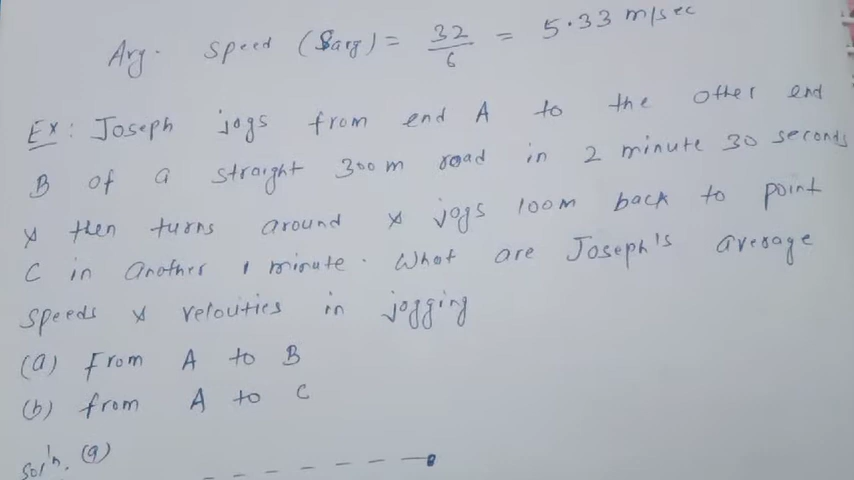 Avg. Speed (Savg) = 32/6 = 5.33 m/sec
Ex: Joseph jogs from end A to the other end
B of a straight 300m road in 2 minute 30 seconds
& then turns around & jogs 100m back to point
C in another 1 minute. What are Joseph's average
speeds & velocities in jogging
(a) From A to B
(b) from A to C
Sol'n. (a)